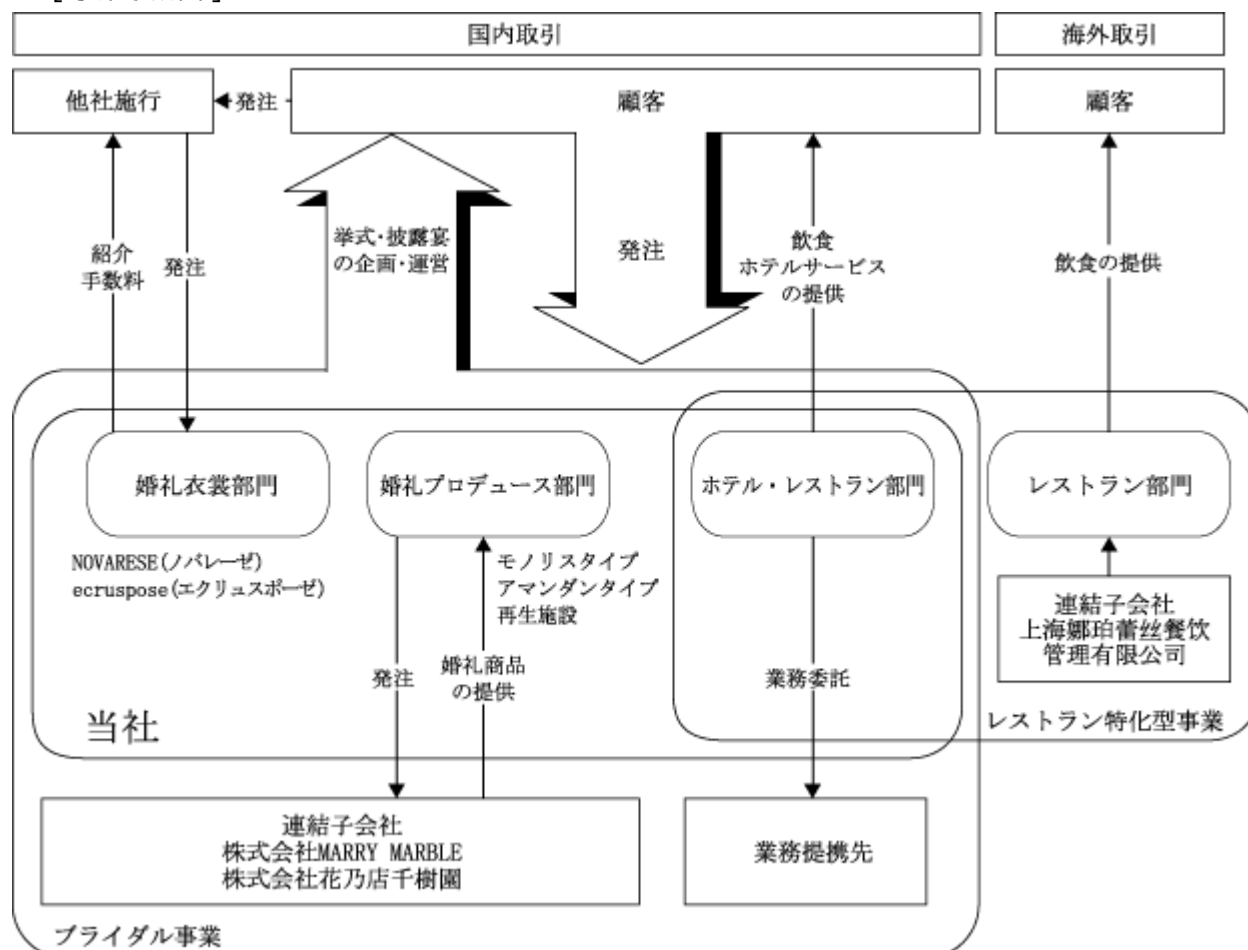 国内取引
海外取引
他社施行
発注
顧客
顧客
紹介
手数料
発注
挙式・披露宴
の企画・運営
発注
飲食
ホテルサービス
の提供
飲食の提供
婚礼衣裳部門
婚礼プロデュース部門
ホテル・レストラン部門
レストラン部門
NOVARESE(ノバレーゼ)
ecruspose(エクリュスポーゼ)
モノリスタイプ
アマンダンタイプ
再生施設
連結子会社
上海娜珀蕾丝餐饮
管理有限公司
発注
婚礼商品
の提供
業務委託
当社
レストラン特化型事業
連結子会社
株式会社MARRY MARBLE
株式会社花乃店千樹園
業務提携先
ブライダル事業